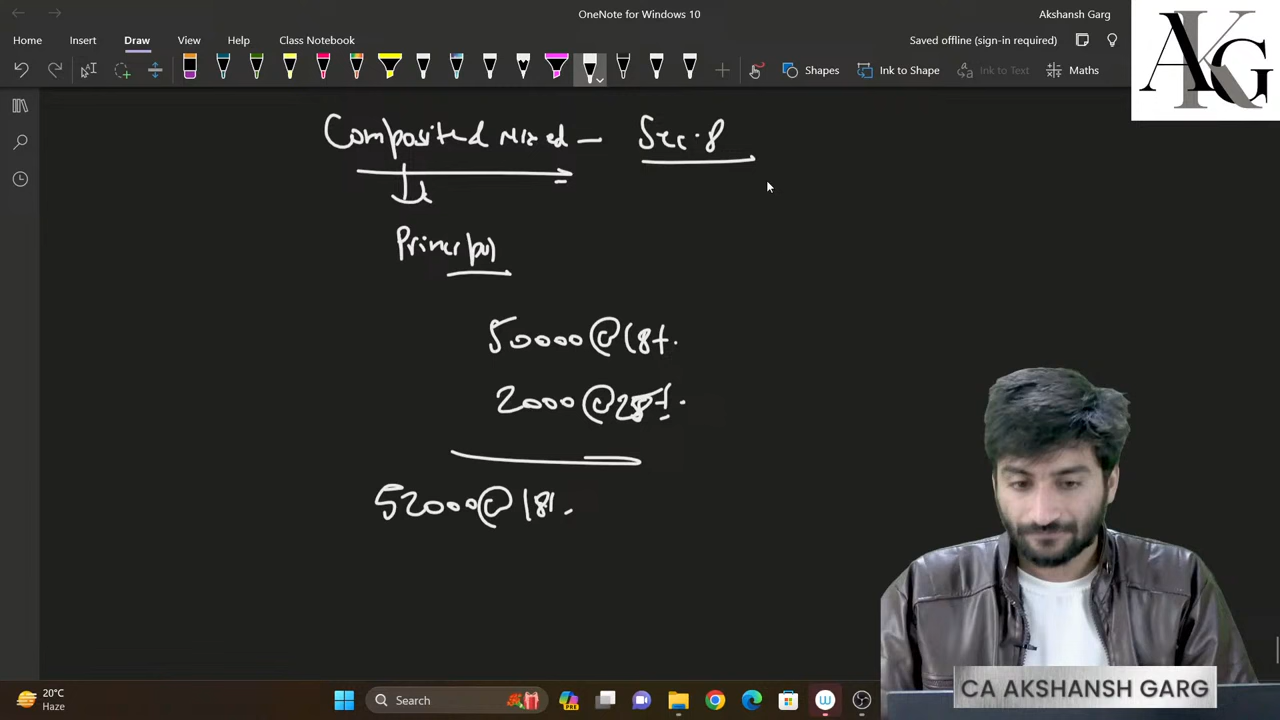 OneNote for Windows 10
Akshansh Garg
Home Insert Draw View Help Class Notebook
Saved offline (sign-in required)
Shapes Ink to Shape Ink to Text Maths
AKG
Composite & Mixed - Sec. 8
Principal
50000 @ 18%.
2000 @ 28%.
52000 @ 18%.
CA AKSHANSH GARG
20°C
Haze
Search